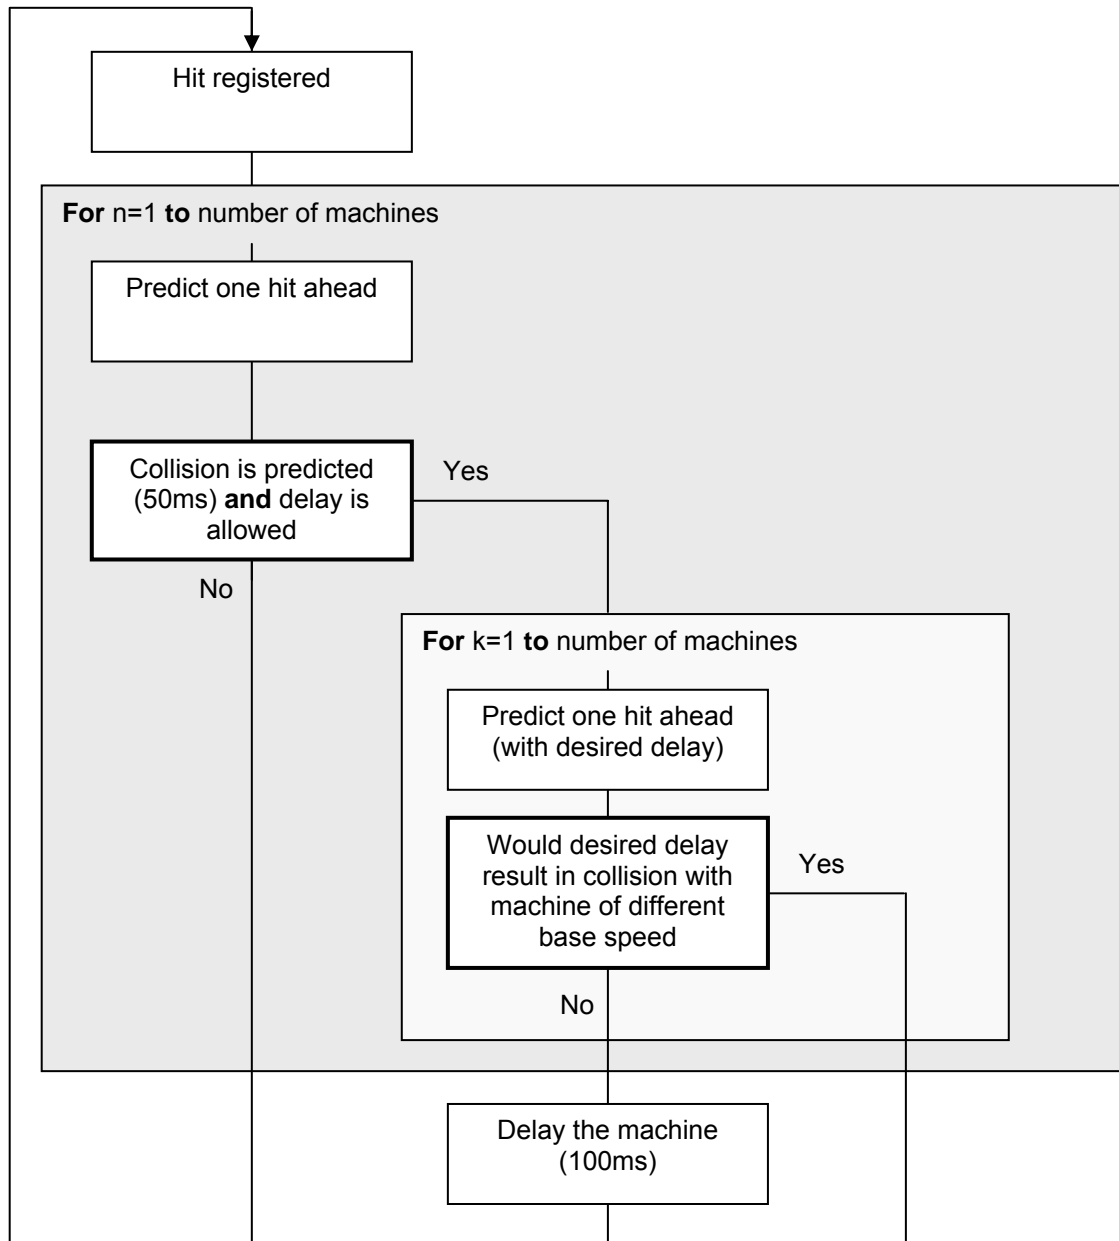 Hit registered
For n=1 to number of machines
Predict one hit ahead
Collision is predicted
(50ms) and delay is
allowed
Yes
No
For k=1 to number of machines
Predict one hit ahead
(with desired delay)
Would desired delay
result in collision with
machine of different
base speed
Yes
No
Delay the machine
(100ms)